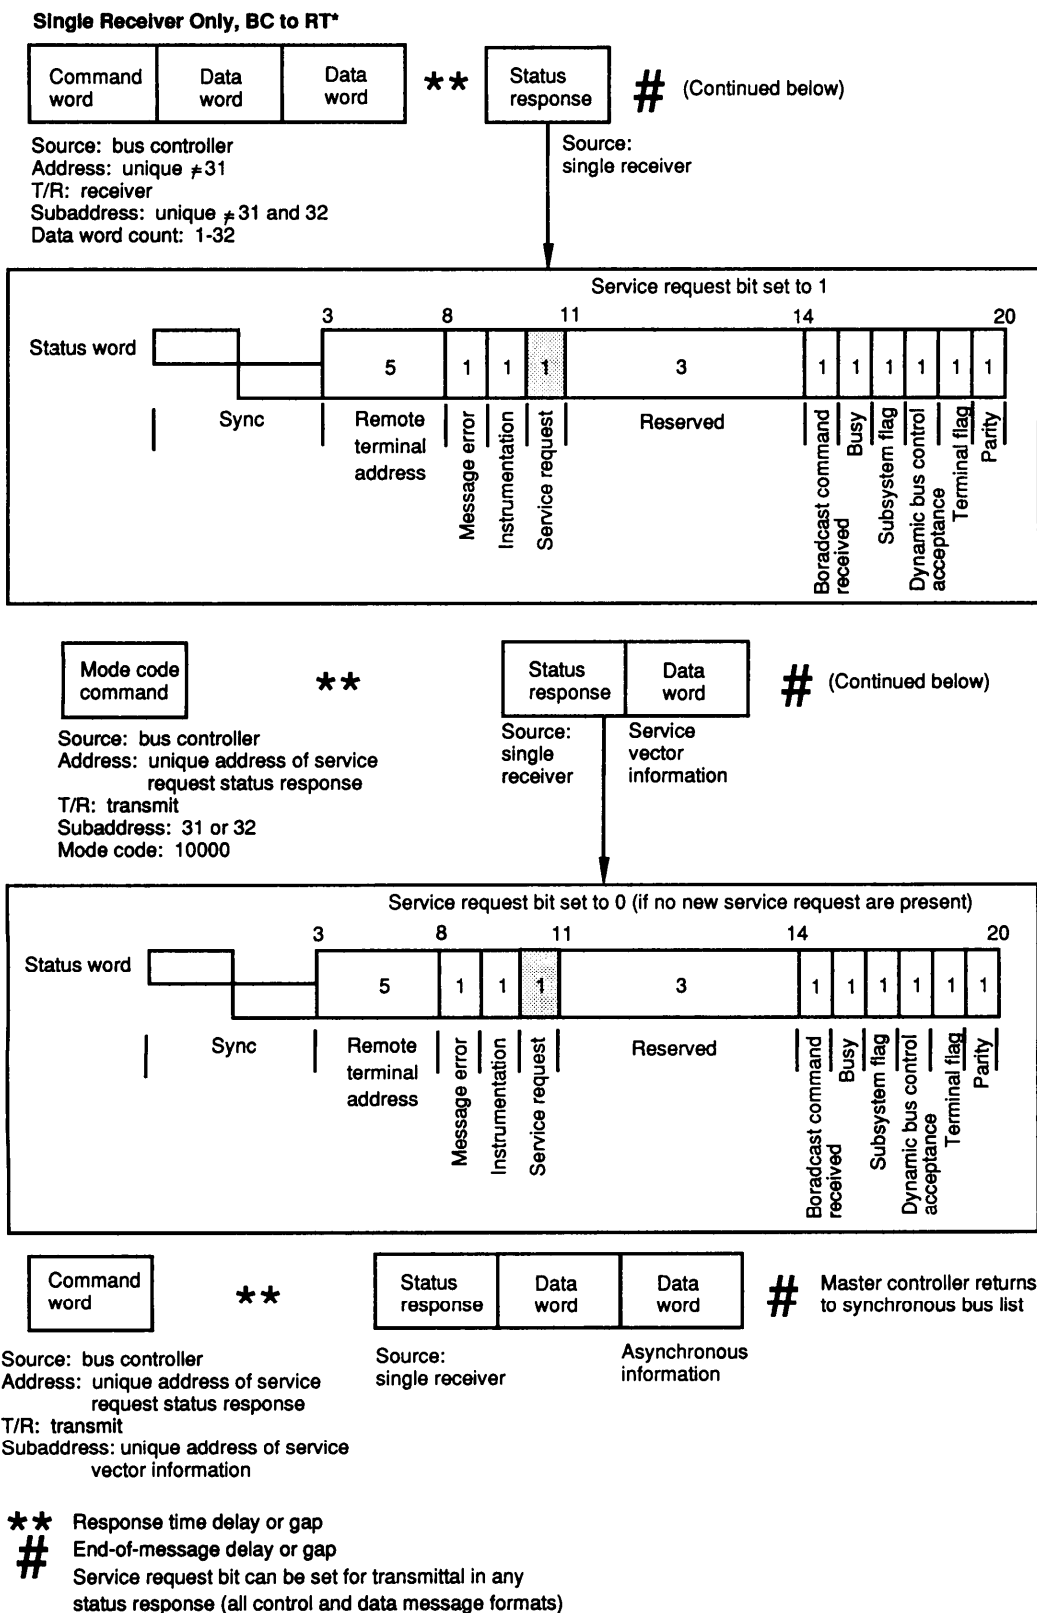 Single Receiver Only, BC to RT*
Command word
Data word
Data word
**
Status response
#
(Continued below)
Source: bus controller
Address: unique ≠31
T/R: receiver
Subaddress: unique ≠31 and 32
Data word count: 1-32
Source:
single receiver
Service request bit set to 1
3 8 11 14 20
Status word
5 1 1 1 3 1 1 1 1 1 1
Sync
Remote terminal address
Message error
Instrumentation
Service request
Reserved
Boradcast command received
Busy
Subsystem flag
Dynamic bus control acceptance
Terminal flag
Parity
Mode code command
**
Status response
Data word
#
(Continued below)
Source: bus controller
Address: unique address of service
request status response
T/R: transmit
Subaddress: 31 or 32
Mode code: 10000
Source: single receiver
Service vector information
Service request bit set to 0 (if no new service request are present)
3 8 11 14 20
Status word
5 1 1 1 3 1 1 1 1 1 1
Sync
Remote terminal address
Message error
Instrumentation
Service request
Reserved
Boradcast command received
Busy
Subsystem flag
Dynamic bus control acceptance
Terminal flag
Parity
Command word
**
Status response
Data word
Data word
#
Master controller returns
to synchronous bus list
Source: bus controller
Address: unique address of service
request status response
T/R: transmit
Subaddress: unique address of service
vector information
Source:
single receiver
Asynchronous
information
** Response time delay or gap
# End-of-message delay or gap
Service request bit can be set for transmittal in any
status response (all control and data message formats)